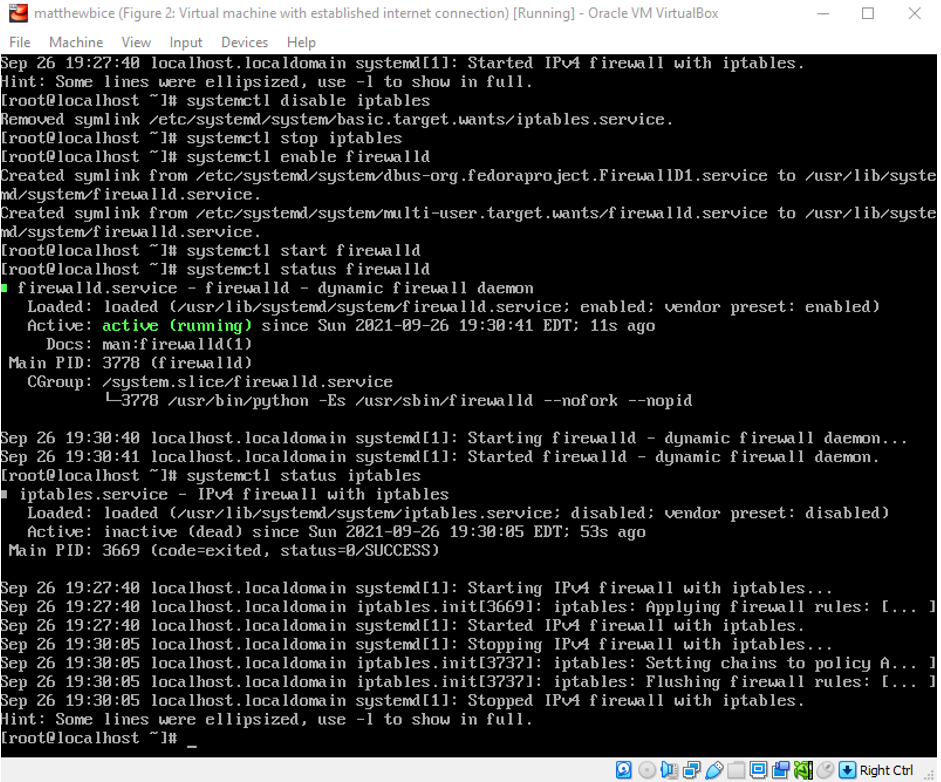 matthewbice (Figure 2: Virtual machine with established internet connection) [Running] - Oracle VM VirtualBox
File Machine View Input Devices Help
Sep 26 19:27:40 localhost.localdomain systemd[1]: Started IPv4 firewall with iptables.
Hint: Some lines were ellipsized, use -l to show in full.
[root@localhost ~]# systemctl disable iptables
Removed symlink /etc/systemd/system/basic.target.wants/iptables.service.
[root@localhost ~]# systemctl stop iptables
[root@localhost ~]# systemctl enable firewalld
Created symlink from /etc/systemd/system/dbus-org.fedoraproject.FirewallD1.service to /usr/lib/syste
md/system/firewalld.service.
Created symlink from /etc/systemd/system/multi-user.target.wants/firewalld.service to /usr/lib/syste
md/system/firewalld.service.
[root@localhost ~]# systemctl start firewalld
[root@localhost ~]# systemctl status firewalld
firewalld.service - firewalld - dynamic firewall daemon
Loaded: loaded (/usr/lib/systemd/system/firewalld.service; enabled; vendor preset: enabled)
Active: active (running) since Sun 2021-09-26 19:30:41 EDT; 11s ago
Docs: man:firewalld(1)
Main PID: 3778 (firewalld)
CGroup: /system.slice/firewalld.service
└─3778 /usr/bin/python -Es /usr/sbin/firewalld --nofork --nopid
Sep 26 19:30:40 localhost.localdomain systemd[1]: Starting firewalld - dynamic firewall daemon...
Sep 26 19:30:41 localhost.localdomain systemd[1]: Started firewalld - dynamic firewall daemon.
[root@localhost ~]# systemctl status iptables
iptables.service - IPv4 firewall with iptables
Loaded: loaded (/usr/lib/systemd/system/iptables.service; disabled; vendor preset: disabled)
Active: inactive (dead) since Sun 2021-09-26 19:30:05 EDT; 53s ago
Main PID: 3669 (code=exited, status=0/SUCCESS)
Sep 26 19:27:40 localhost.localdomain systemd[1]: Starting IPv4 firewall with iptables...
Sep 26 19:27:40 localhost.localdomain iptables.init[3669]: iptables: Applying firewall rules: [... ]
Sep 26 19:27:40 localhost.localdomain systemd[1]: Started IPv4 firewall with iptables.
Sep 26 19:30:05 localhost.localdomain systemd[1]: Stopping IPv4 firewall with iptables...
Sep 26 19:30:05 localhost.localdomain iptables.init[3737]: iptables: Setting chains to policy A... ]
Sep 26 19:30:05 localhost.localdomain iptables.init[3737]: iptables: Flushing firewall rules: [... ]
Sep 26 19:30:05 localhost.localdomain systemd[1]: Stopped IPv4 firewall with iptables.
Hint: Some lines were ellipsized, use -l to show in full.
[root@localhost ~]# _
Right Ctrl